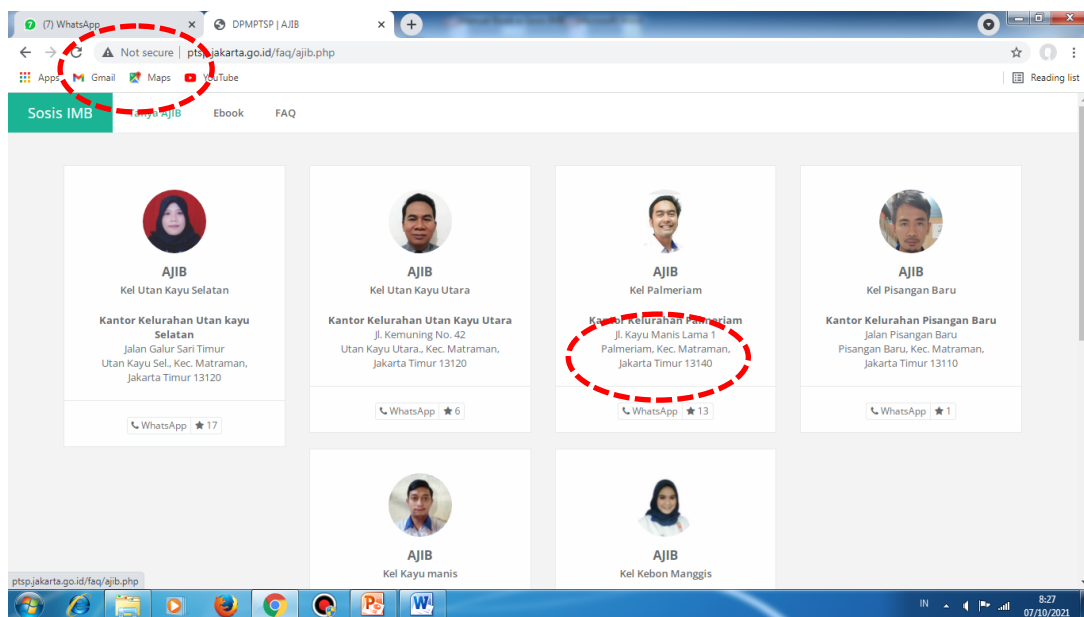 (7) WhatsApp
DPMPTSP | AJIB
Not secure | ptsp.jakarta.go.id/faq/ajib.php
Apps Gmail Maps YouTube Reading list
Sosis IMB Tanya AJIB Ebook FAQ
AJIB
Kel Utan Kayu Selatan
Kantor Kelurahan Utan kayu
Selatan
Jalan Galur Sari Timur
Utan Kayu Sel., Kec. Matraman,
Jakarta Timur 13120
WhatsApp 17
AJIB
Kel Utan Kayu Utara
Kantor Kelurahan Utan Kayu Utara
Jl. Kemuning No. 42
Utan Kayu Utara., Kec. Matraman,
Jakarta Timur 13120
WhatsApp 6
AJIB
Kel Palmeriam
Kantor Kelurahan Palmeriam
Jl. Kayu Manis Lama 1
Palmeriam, Kec. Matraman,
Jakarta Timur 13140
WhatsApp 13
AJIB
Kel Pisangan Baru
Kantor Kelurahan Pisangan Baru
Jalan Pisangan Baru
Pisangan Baru, Kec. Matraman,
Jakarta Timur 13110
WhatsApp 1
AJIB
Kel Kayu manis
AJIB
Kel Kebon Manggis
ptsp.jakarta.go.id/faq/ajib.php
IN
8:27
07/10/2021